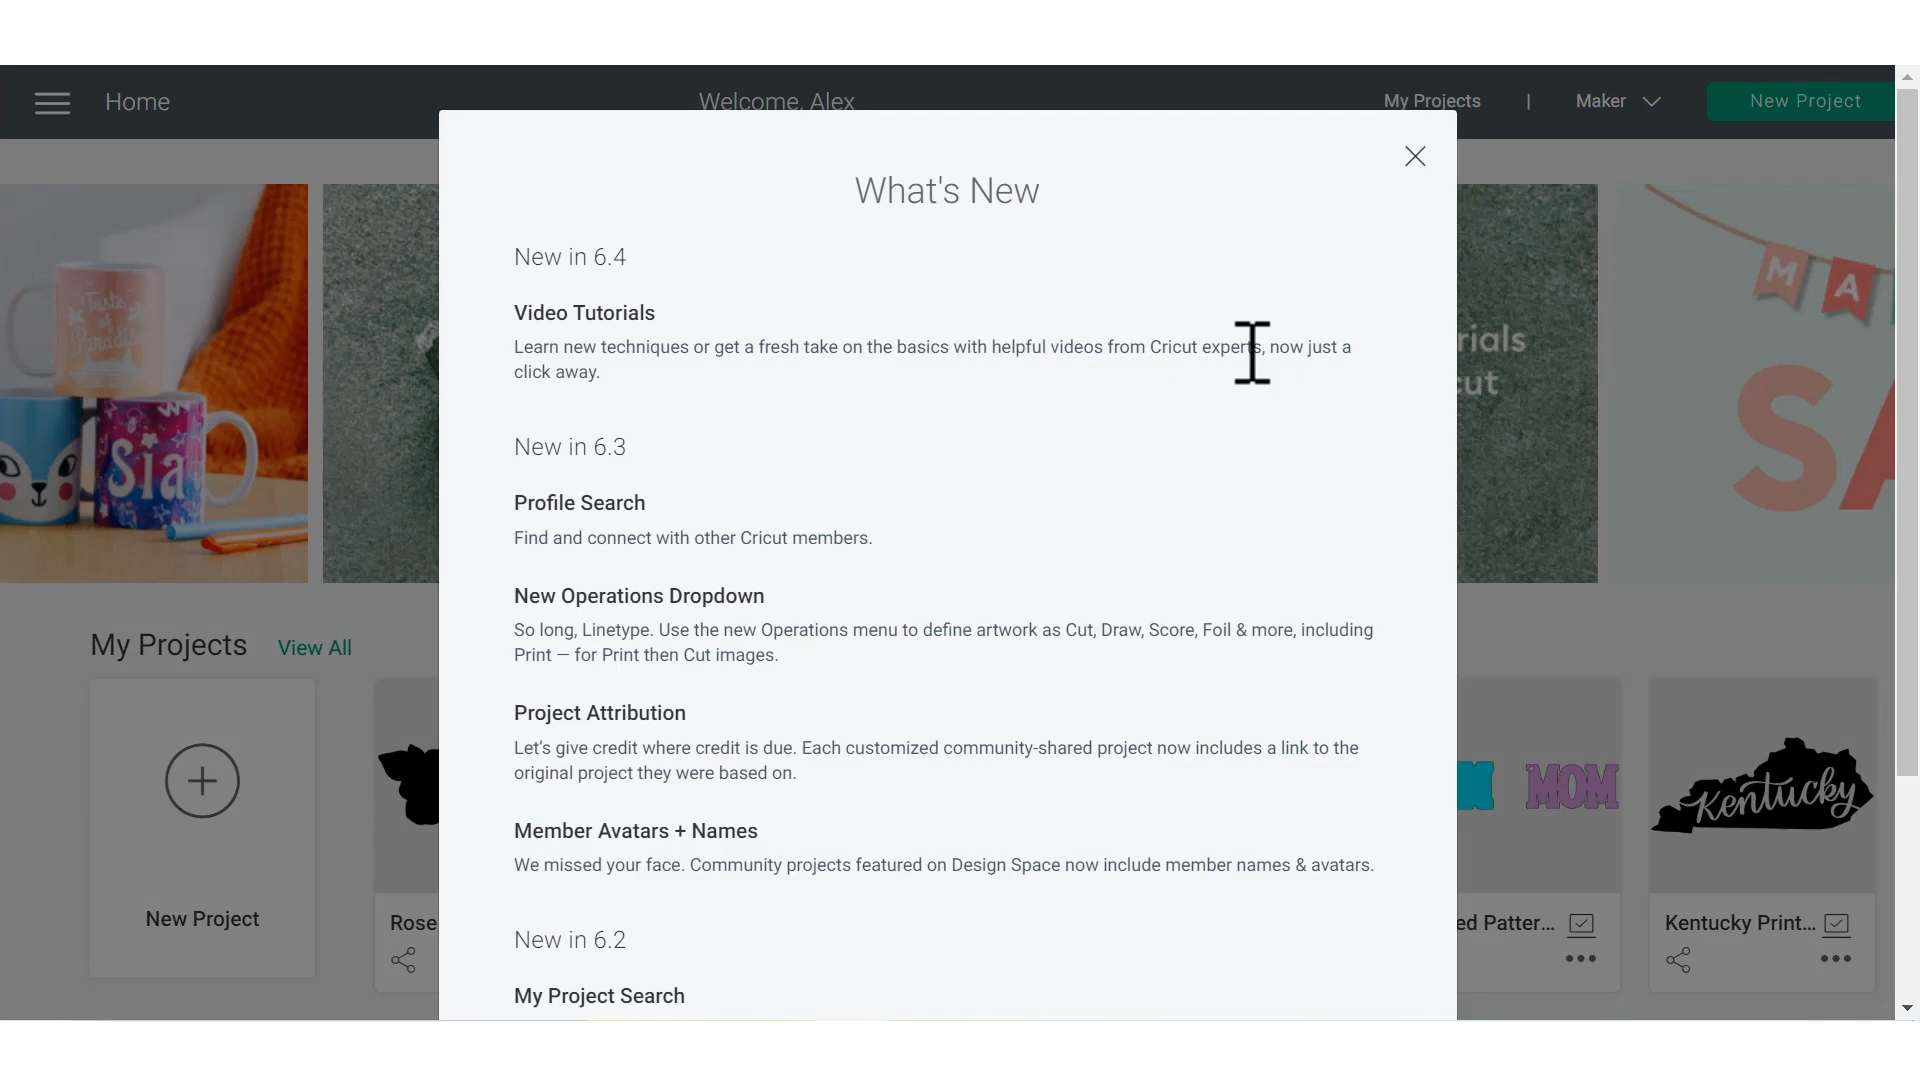 Home
Welcome, Alex
My Projects | Maker
New Project
What's New
New in 6.4
Video Tutorials
Learn new techniques or get a fresh take on the basics with helpful videos from Cricut experts, now just a
click away.
New in 6.3
Profile Search
Find and connect with other Cricut members.
New Operations Dropdown
So long, Linetype. Use the new Operations menu to define artwork as Cut, Draw, Score, Foil & more, including
Print — for Print then Cut images.
Project Attribution
Let's give credit where credit is due. Each customized community-shared project now includes a link to the
original project they were based on.
Member Avatars + Names
We missed your face. Community projects featured on Design Space now include member names & avatars.
New in 6.2
My Project Search
Taste
of
Paradise
Sia
rials
cut
MA
SA
My Projects View All
New Project
Rose
MOM
ed Patter...
Kentucky
Kentucky Print...